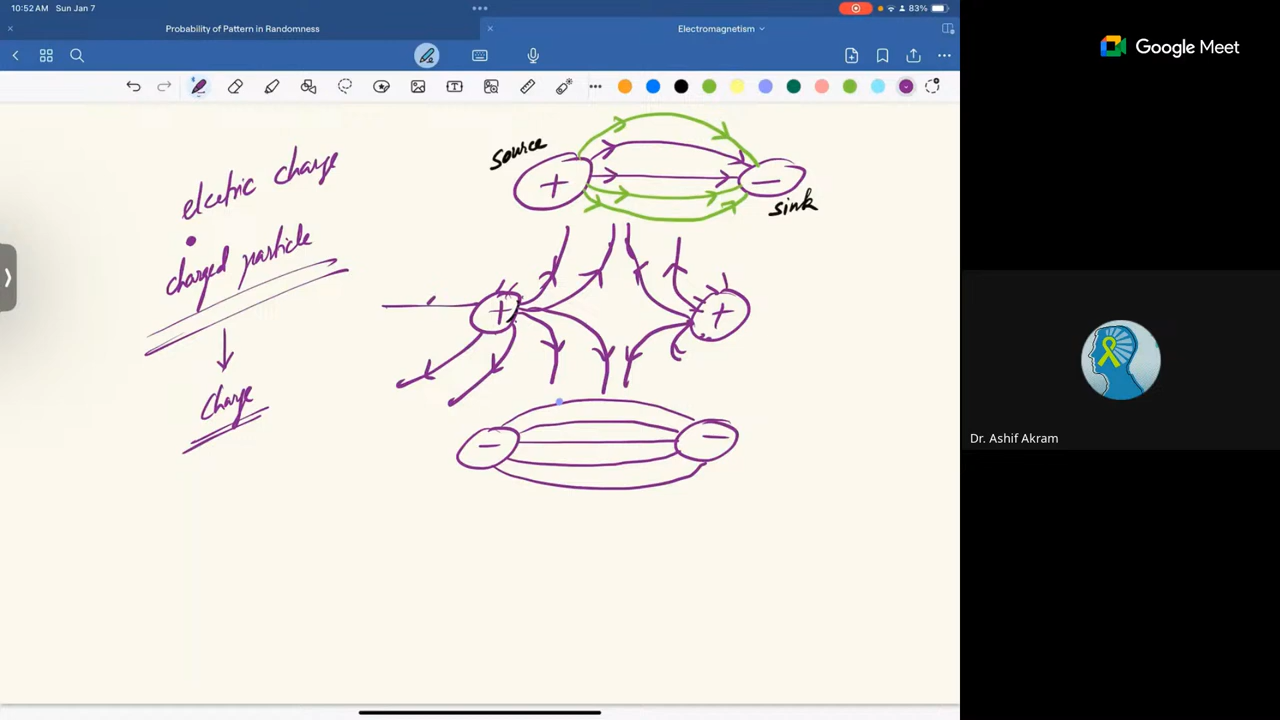 10:52 AM Sun Jan 7
83%
Probability of Pattern in Randomness
Electromagnetism
Google Meet
electric charge
charged particle
charge
source
+
−
sink
+
+
−
−
Dr. Ashif Akram